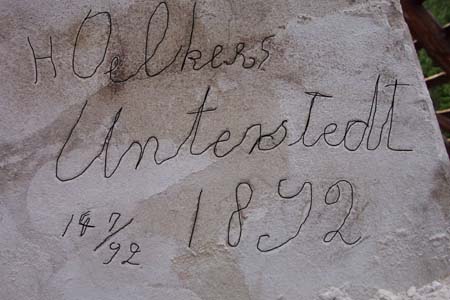 H Oelkers
Unterstedt
14 7/92 1892